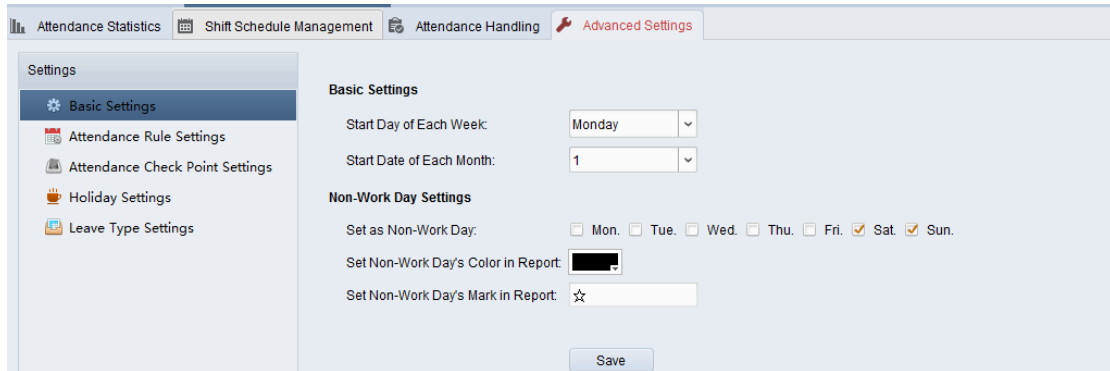 Attendance Statistics Shift Schedule Management Attendance Handling Advanced Settings
Settings
Basic Settings
Attendance Rule Settings
Attendance Check Point Settings
Holiday Settings
Leave Type Settings
Basic Settings
Start Day of Each Week: Monday
Start Date of Each Month: 1
Non-Work Day Settings
Set as Non-Work Day: Mon. Tue. Wed. Thu. Fri. Sat. Sun.
Set Non-Work Day's Color in Report:
Set Non-Work Day's Mark in Report: ☆
Save